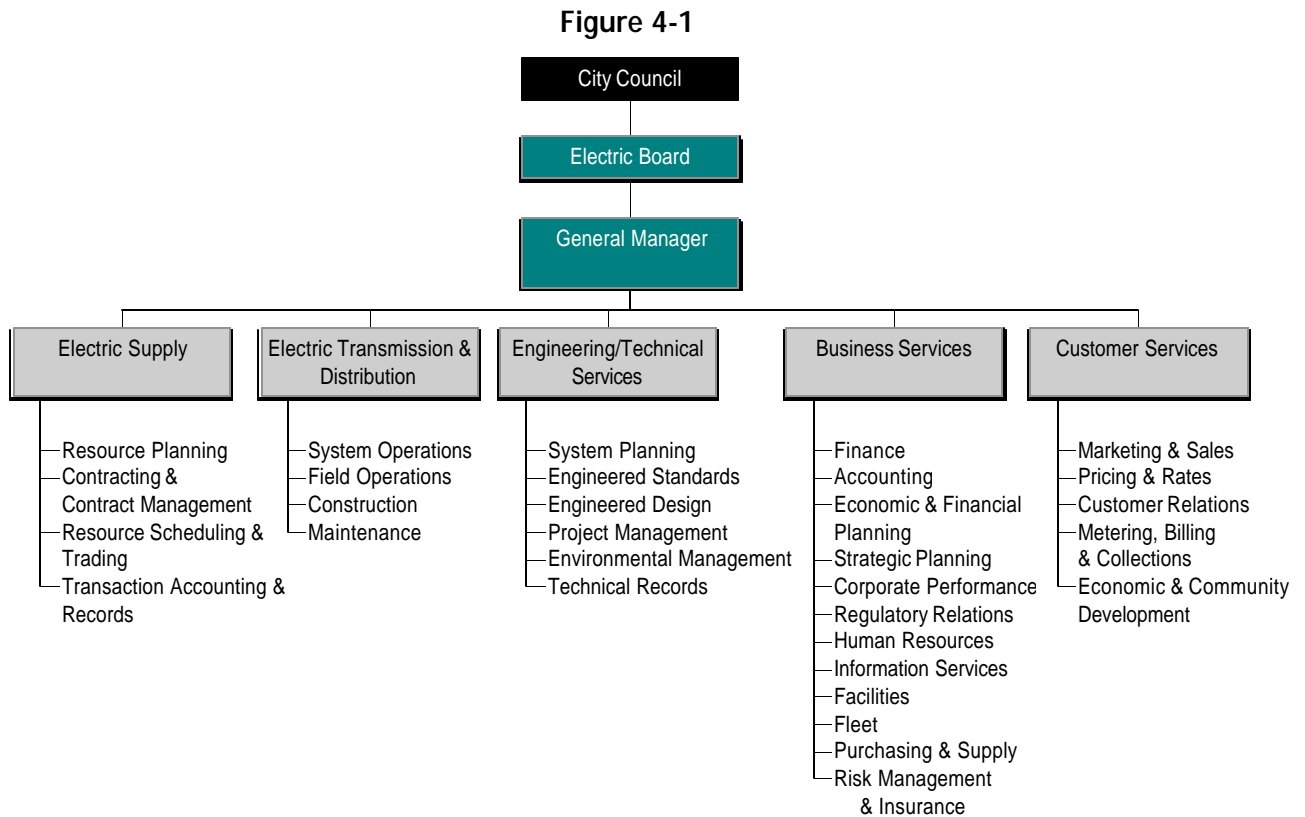 Figure 4-1
City Council
Electric Board
General Manager
Electric Supply
Resource Planning
Contracting &
Contract Management
Resource Scheduling &
Trading
Transaction Accounting &
Records
Electric Transmission &
Distribution
System Operations
Field Operations
Construction
Maintenance
Engineering/Technical
Services
System Planning
Engineered Standards
Engineered Design
Project Management
Environmental Management
Technical Records
Business Services
Finance
Accounting
Economic & Financial
Planning
Strategic Planning
Corporate Performance
Regulatory Relations
Human Resources
Information Services
Facilities
Fleet
Purchasing & Supply
Risk Management
& Insurance
Customer Services
Marketing & Sales
Pricing & Rates
Customer Relations
Metering, Billing
& Collections
Economic & Community
Development